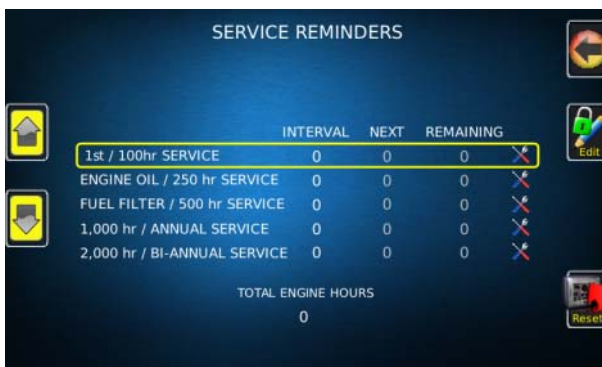 SERVICE REMINDERS
INTERVAL NEXT REMAINING
1st / 100hr SERVICE 0 0 0
Edit
ENGINE OIL / 250 hr SERVICE 0 0 0
FUEL FILTER / 500 hr SERVICE 0 0 0
1,000 hr / ANNUAL SERVICE 0 0 0
2,000 hr / BI-ANNUAL SERVICE 0 0 0
TOTAL ENGINE HOURS
0
Reset